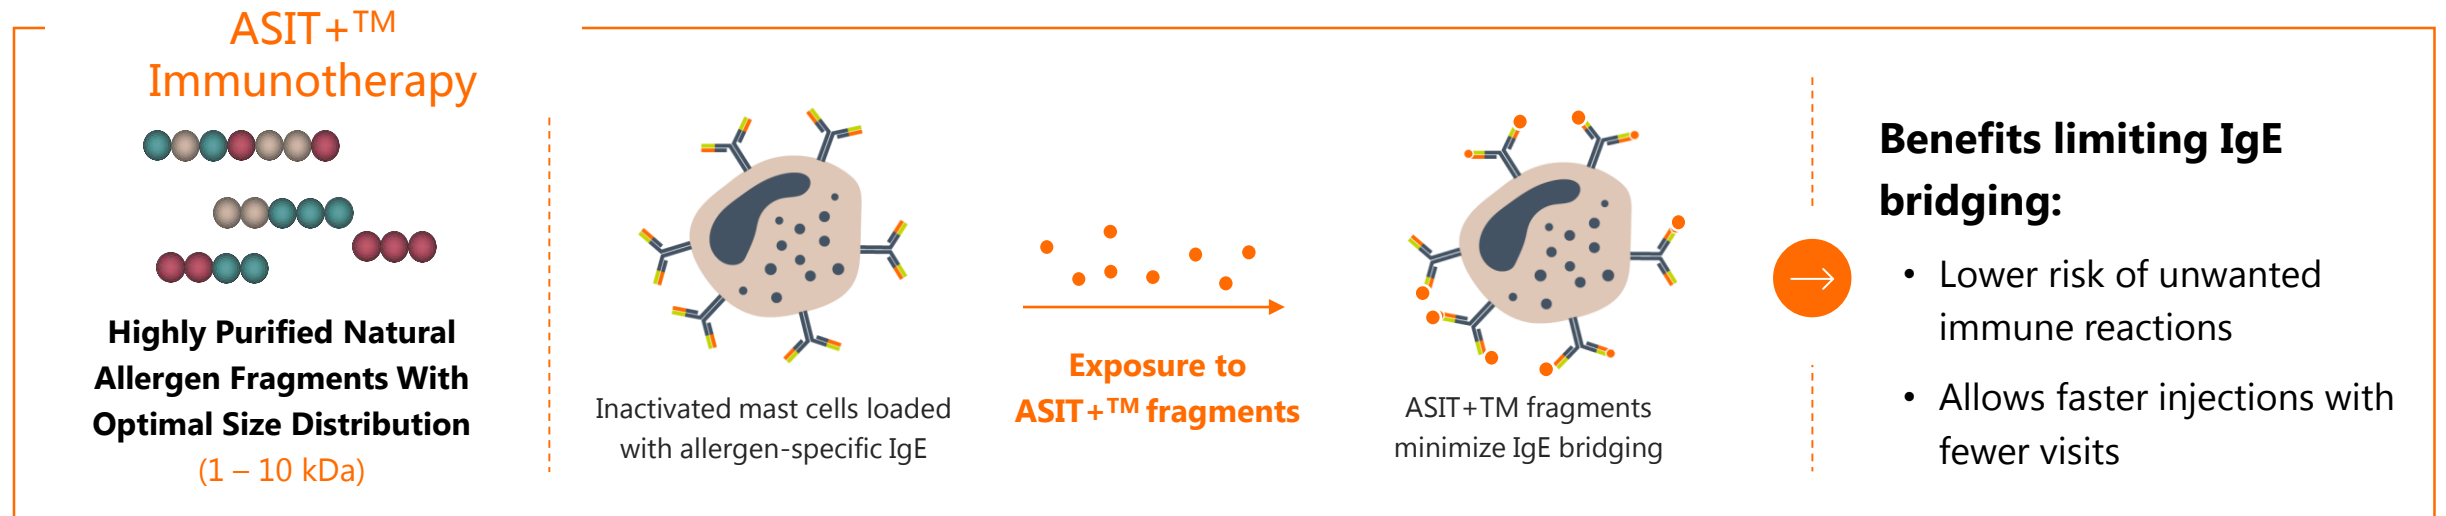 ASIT+™
Immunotherapy
Highly Purified Natural
Allergen Fragments With
Optimal Size Distribution
(1 – 10 kDa)
Inactivated mast cells loaded
with allergen-specific IgE
Exposure to
ASIT+™ fragments
ASIT+TM fragments
minimize IgE bridging
Benefits limiting IgE
bridging:
• Lower risk of unwanted
immune reactions
• Allows faster injections with
fewer visits